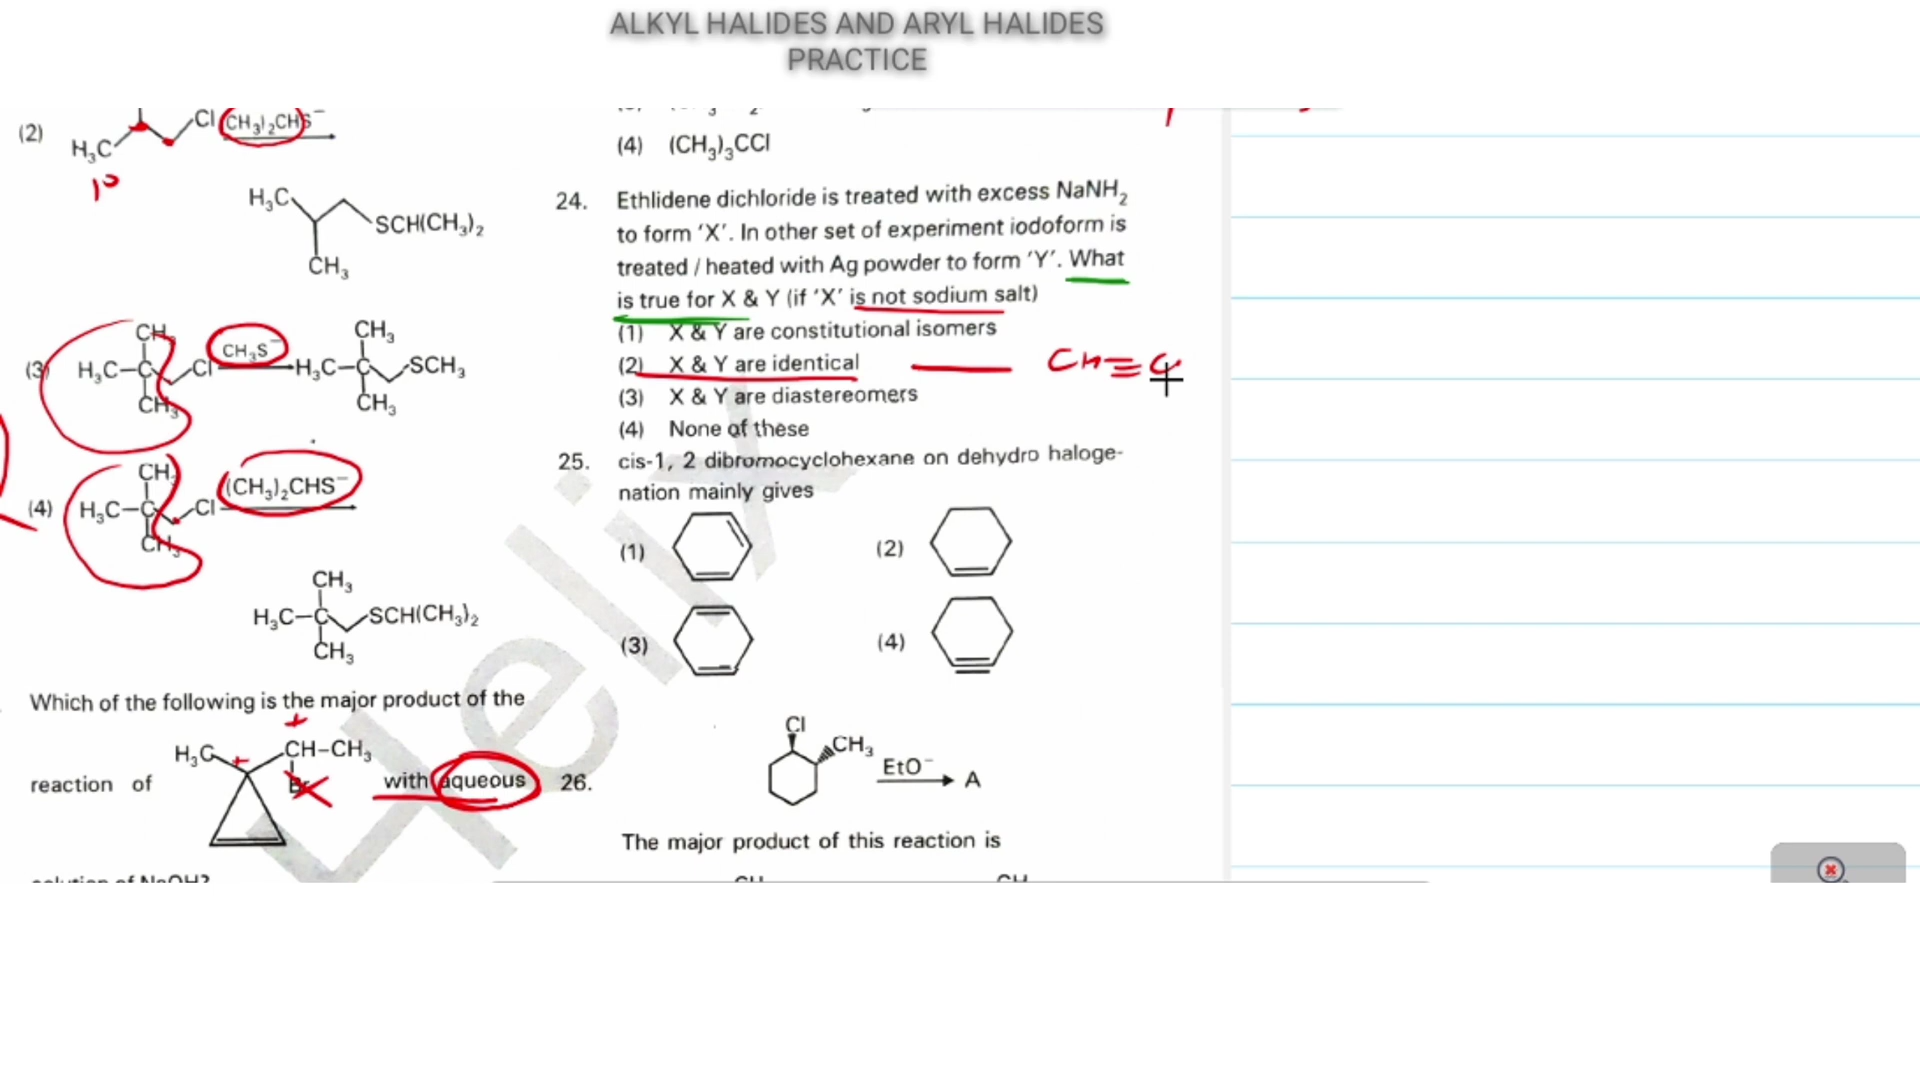 ALKYL HALIDES AND ARYL HALIDES
PRACTICE
(2) H₃C Cl (CH₃)₂CHS⁻
1°
H₃C
SCH(CH₃)₂
CH₃
(3) CH₃
H₃C–C Cl CH₃S⁻
CH₃
CH₃
H₃C–C SCH₃
CH₃
(4) CH₃
H₃C–C Cl (CH₃)₂CHS⁻
CH₃
CH₃
H₃C–C SCH(CH₃)₂
CH₃
Which of the following is the major product of the
reaction of H₃C CH–CH₃ Br with aqueous
+
+
(4) (CH₃)₃CCl
24. Ethlidene dichloride is treated with excess NaNH₂
to form ‘X’. In other set of experiment iodoform is
treated / heated with Ag powder to form ‘Y’. What
is true for X & Y (if ‘X’ is not sodium salt)
(1) X & Y are constitutional isomers
(2) X & Y are identical
CH≡C
(3) X & Y are diastereomers
(4) None of these
25. cis-1, 2 dibromocyclohexane on dehydro haloge-
nation mainly gives
(1)
(2)
(3)
(4)
26. Cl CH₃ EtO⁻ A
The major product of this reaction is